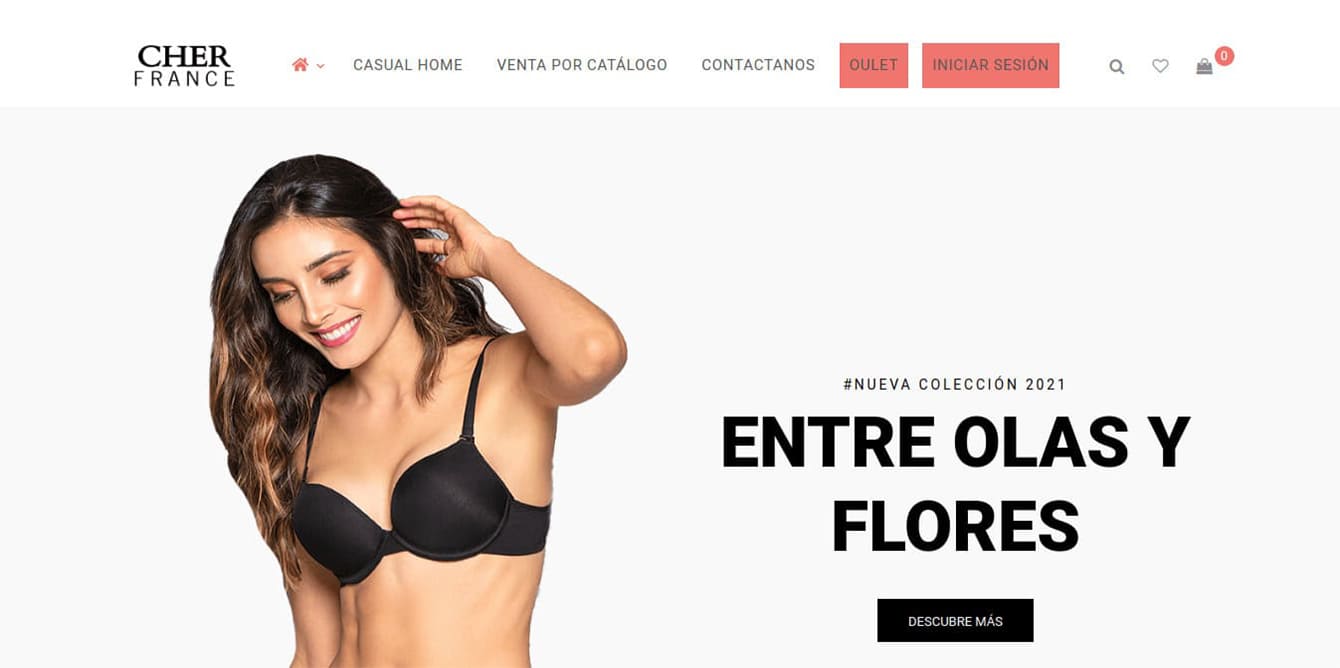 CHER
FRANCE
CASUAL HOME
VENTA POR CATÁLOGO
CONTACTANOS
OULET
INICIAR SESIÓN
0
#NUEVA COLECCIÓN 2021
ENTRE OLAS Y
FLORES
DESCUBRE MÁS